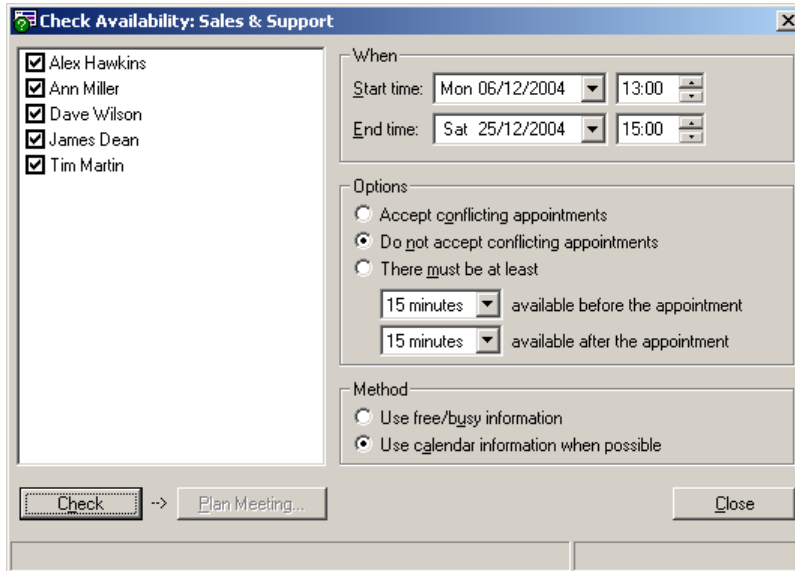 Check Availability: Sales & Support
Alex Hawkins
Ann Miller
Dave Wilson
James Dean
Tim Martin
When
Start time: Mon 06/12/2004 13:00
End time: Sat 25/12/2004 15:00
Options
Accept conflicting appointments
Do not accept conflicting appointments
There must be at least
15 minutes available before the appointment
15 minutes available after the appointment
Method
Use free/busy information
Use calendar information when possible
Check --> Plan Meeting... Close